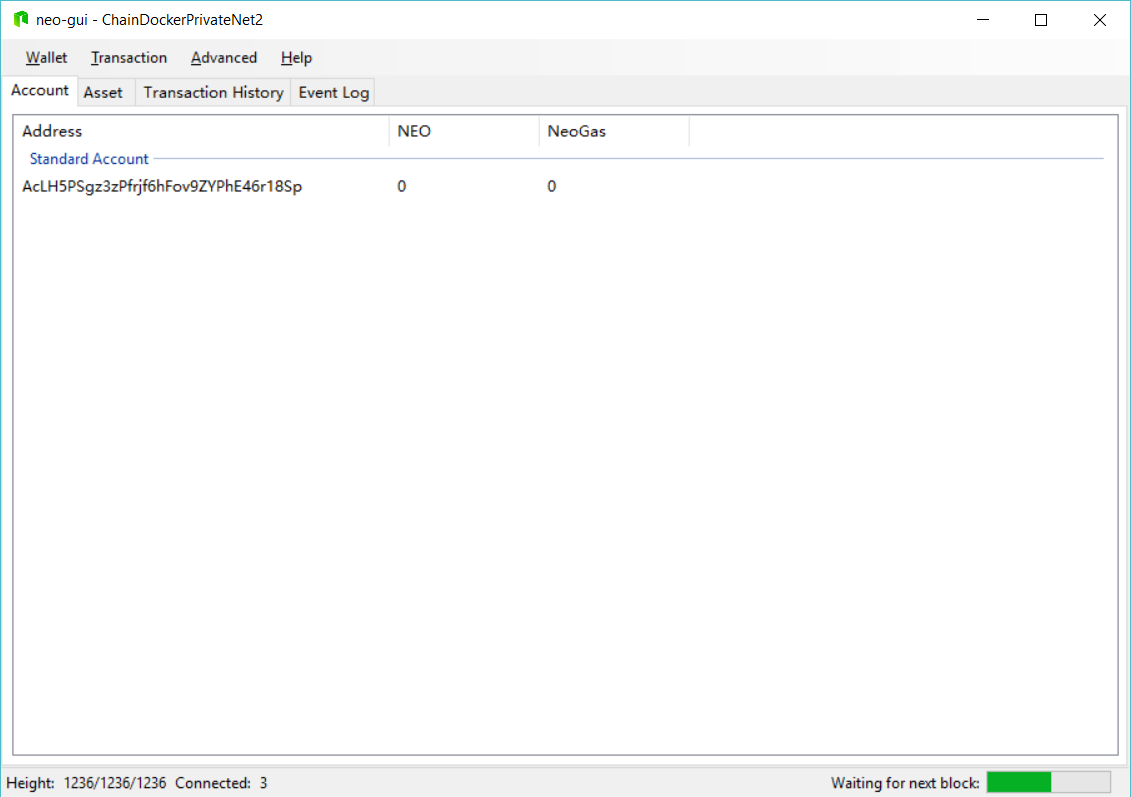 neo-gui - ChainDockerPrivateNet2
Wallet Transaction Advanced Help
Account Asset Transaction History Event Log
Address NEO NeoGas
Standard Account
AcLH5PSgz3zPfrjf6hFov9ZYPhE46r18Sp 0 0
Height: 1236/1236/1236 Connected: 3 Waiting for next block: